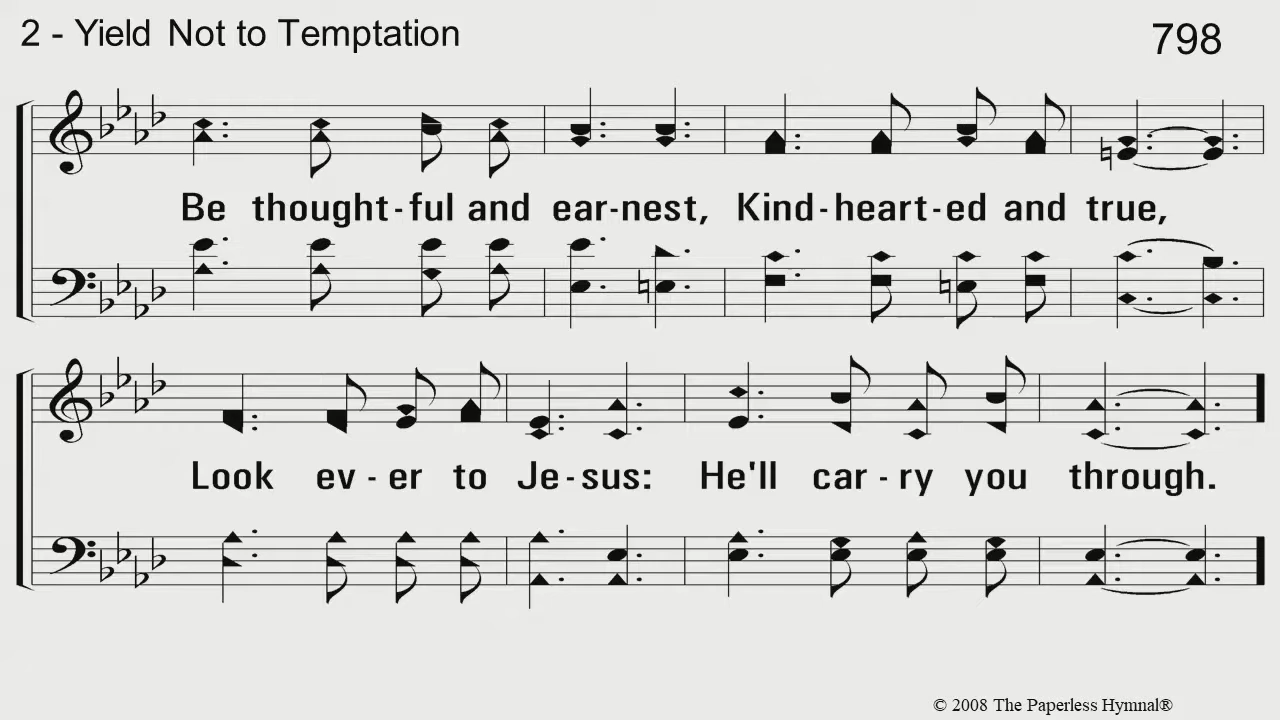 2 - Yield Not to Temptation
798
Be thought-ful and ear-nest, Kind-heart-ed and true,
Look ev-er to Je-sus: He'll car-ry you through.
© 2008 The Paperless Hymnal®